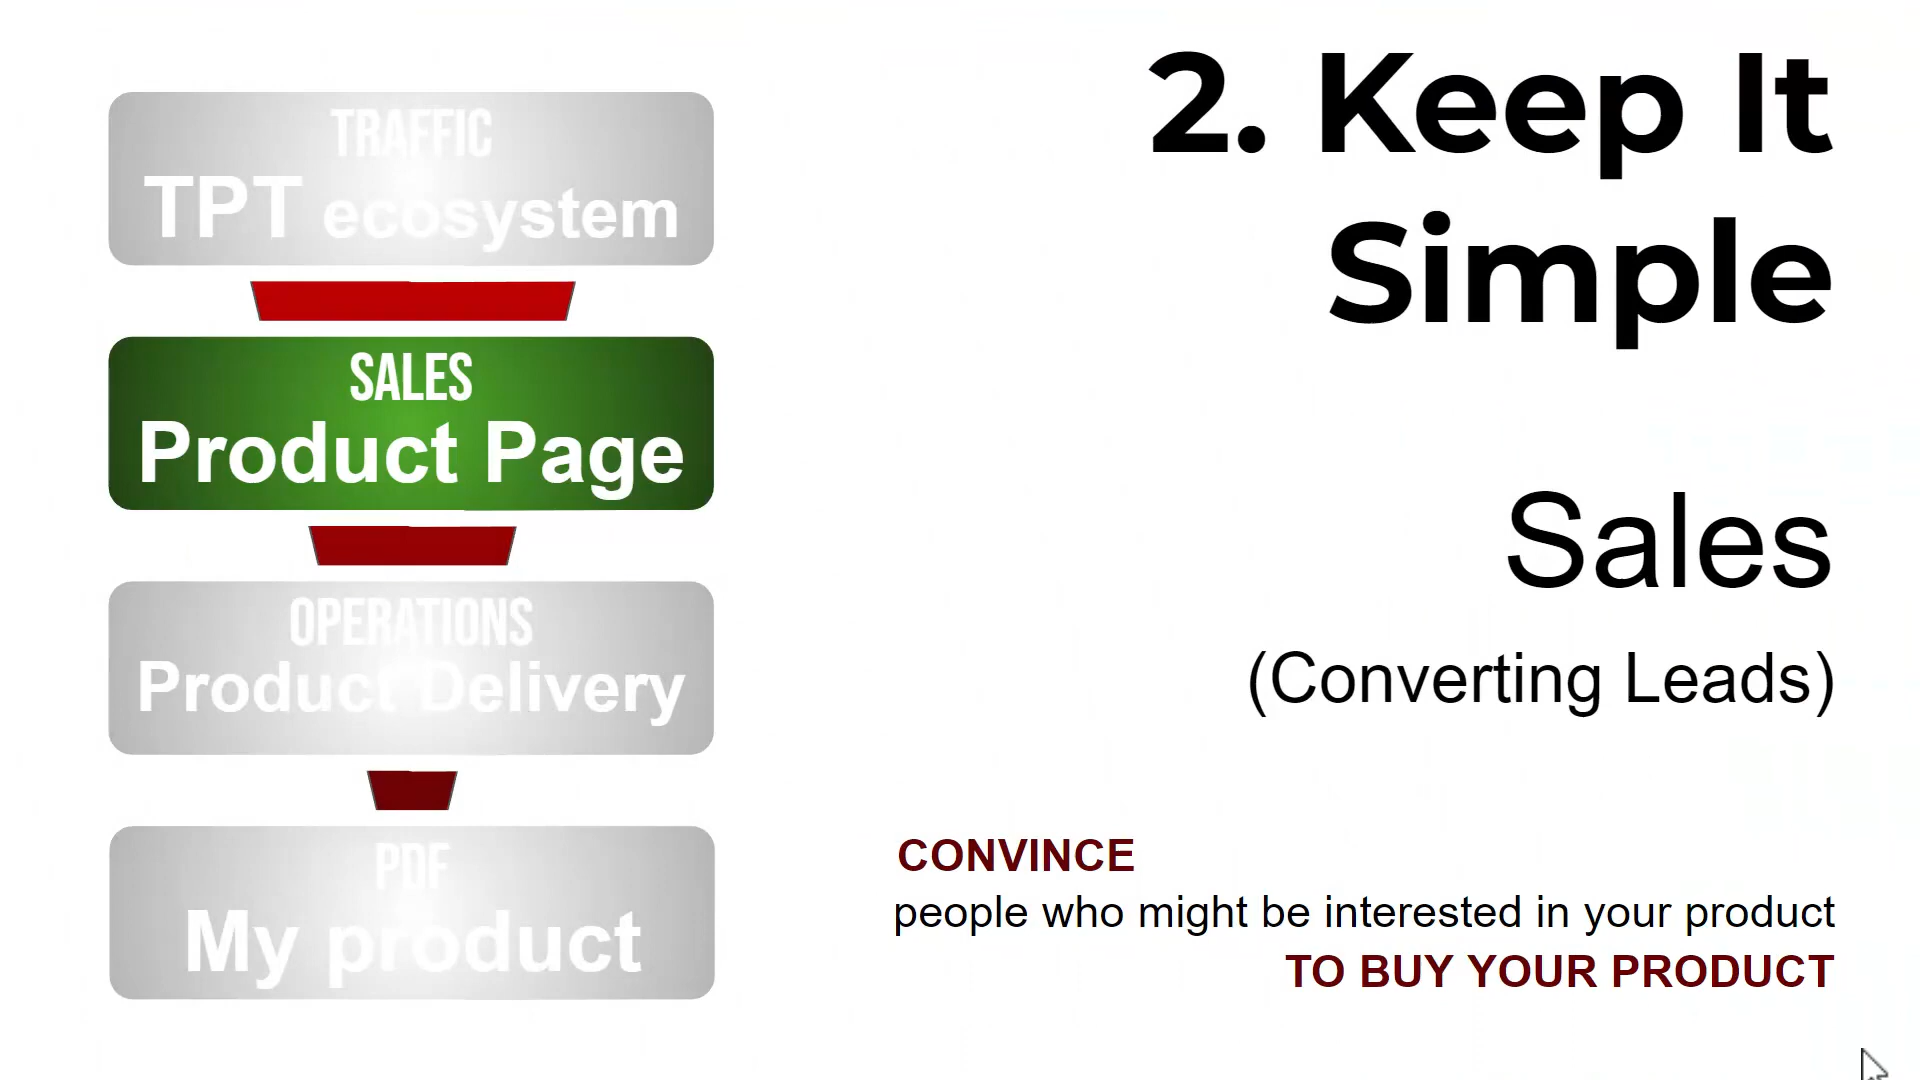 TRAFFIC
TPT ecosystem
SALES
Product Page
OPERATIONS
Product Delivery
PDF
My product
2. Keep It
Simple
Sales
(Converting Leads)
CONVINCE
people who might be interested in your product
TO BUY YOUR PRODUCT